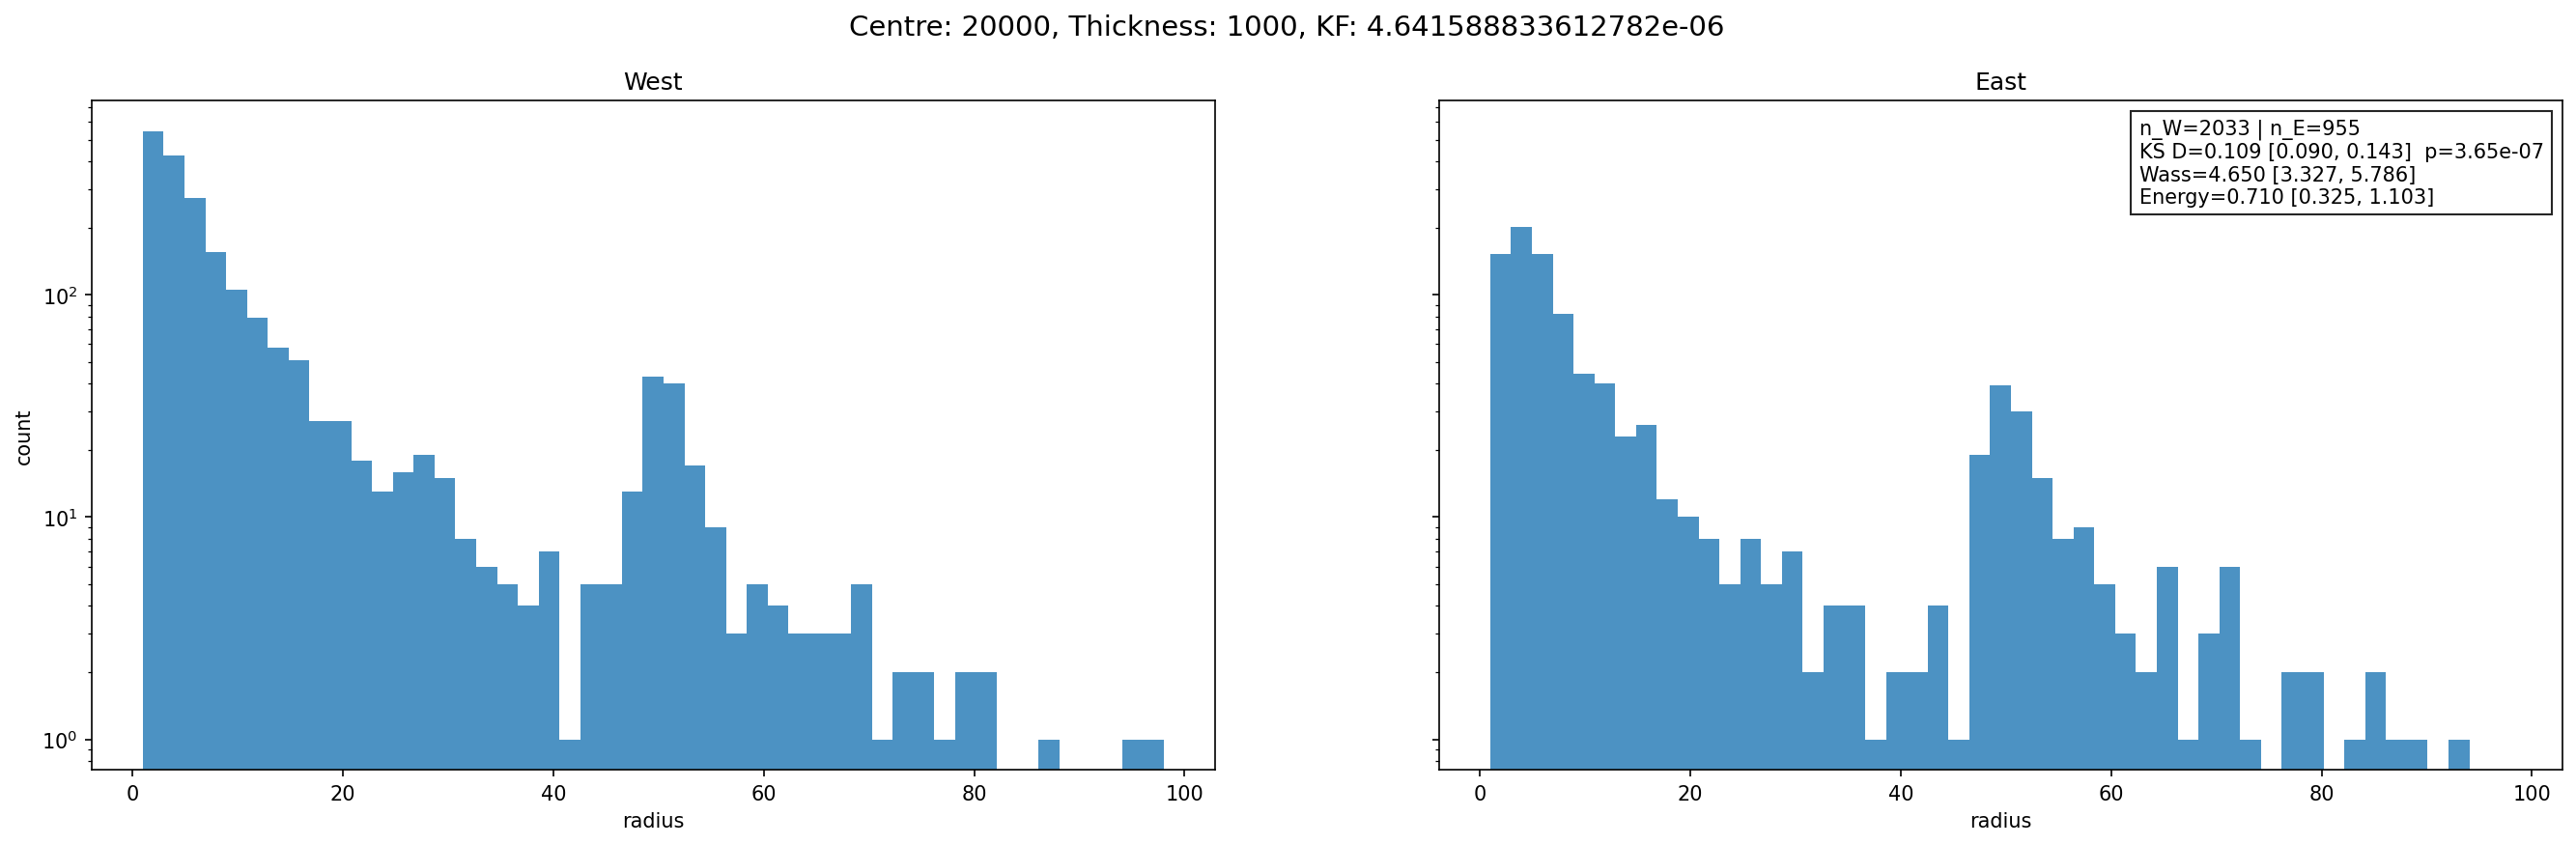 Centre: 20000, Thickness: 1000, KF: 4.641588833612782e-06
West
count
10²
10¹
10⁰
0 20 40 60 80 100
radius
East
n_W=2033 | n_E=955
KS D=0.109 [0.090, 0.143]  p=3.65e-07
Wass=4.650 [3.327, 5.786]
Energy=0.710 [0.325, 1.103]
0 20 40 60 80 100
radius